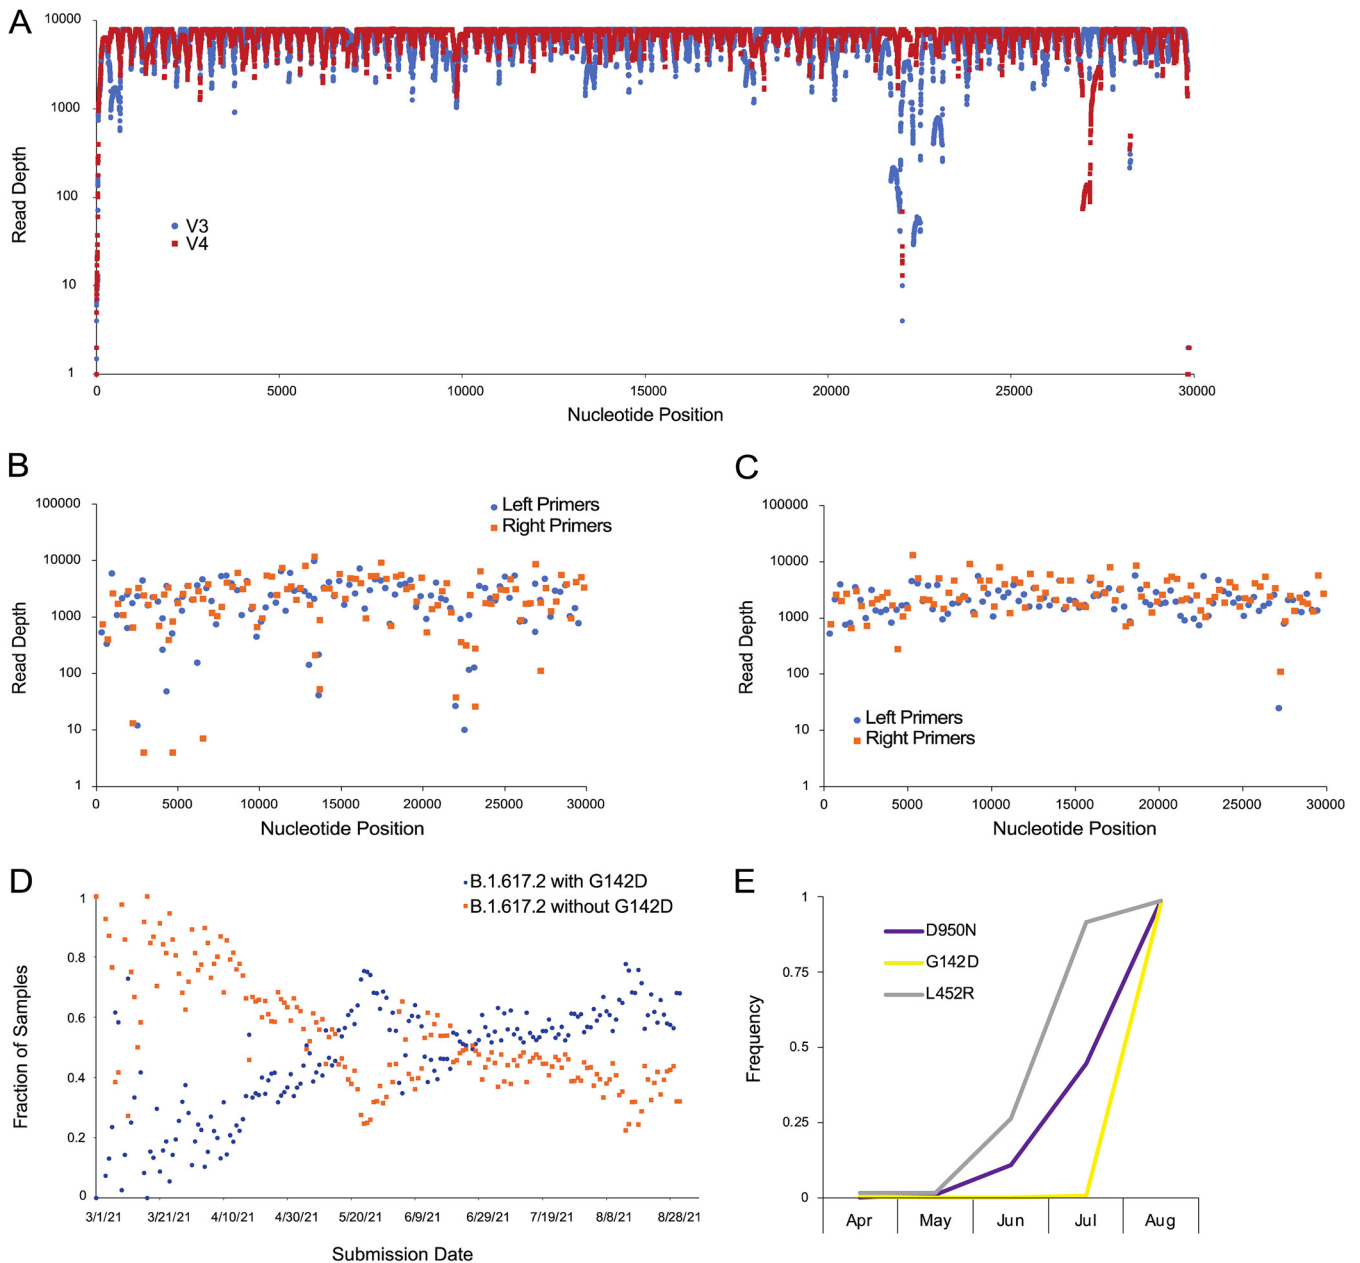 A
10000
1000
100
10
1
Read Depth
V3
V4
0
5000
10000
15000
20000
25000
30000
Nucleotide Position
B
100000
10000
1000
100
10
1
Read Depth
Left Primers
Right Primers
0
5000
10000
15000
20000
25000
30000
Nucleotide Position
C
100000
10000
1000
100
10
1
Read Depth
Left Primers
Right Primers
0
5000
10000
15000
20000
25000
30000
Nucleotide Position
D
1
0.8
0.6
0.4
0.2
0
Fraction of Samples
B.1.617.2 with G142D
B.1.617.2 without G142D
3/1/21
3/21/21
4/10/21
4/30/21
5/20/21
6/9/21
6/29/21
7/19/21
8/8/21
8/28/21
Submission Date
E
1
0.75
0.5
0.25
0
Frequency
D950N
G142D
L452R
Apr
May
Jun
Jul
Aug